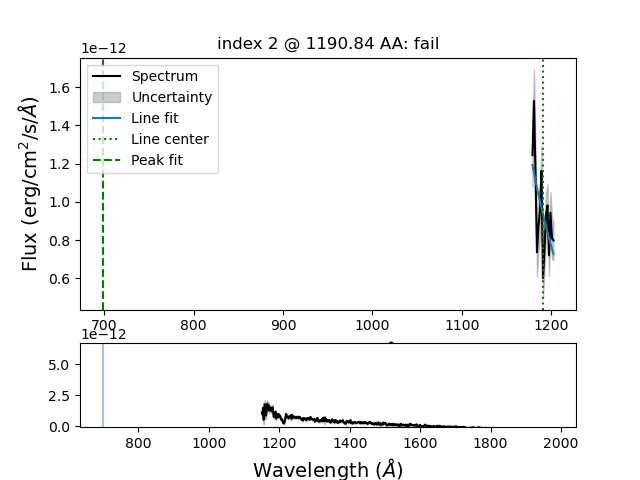 index 2 @ 1190.84 AA: fail
1e−12
Spectrum
Uncertainty
Line fit
Line center
Peak fit
Flux (erg/cm²/s/Å)
1.6
1.4
1.2
1.0
0.8
0.6
700 800 900 1000 1100 1200
1e−12
5.0
2.5
0.0
800 1000 1200 1400 1600 1800 2000
Wavelength (Å)